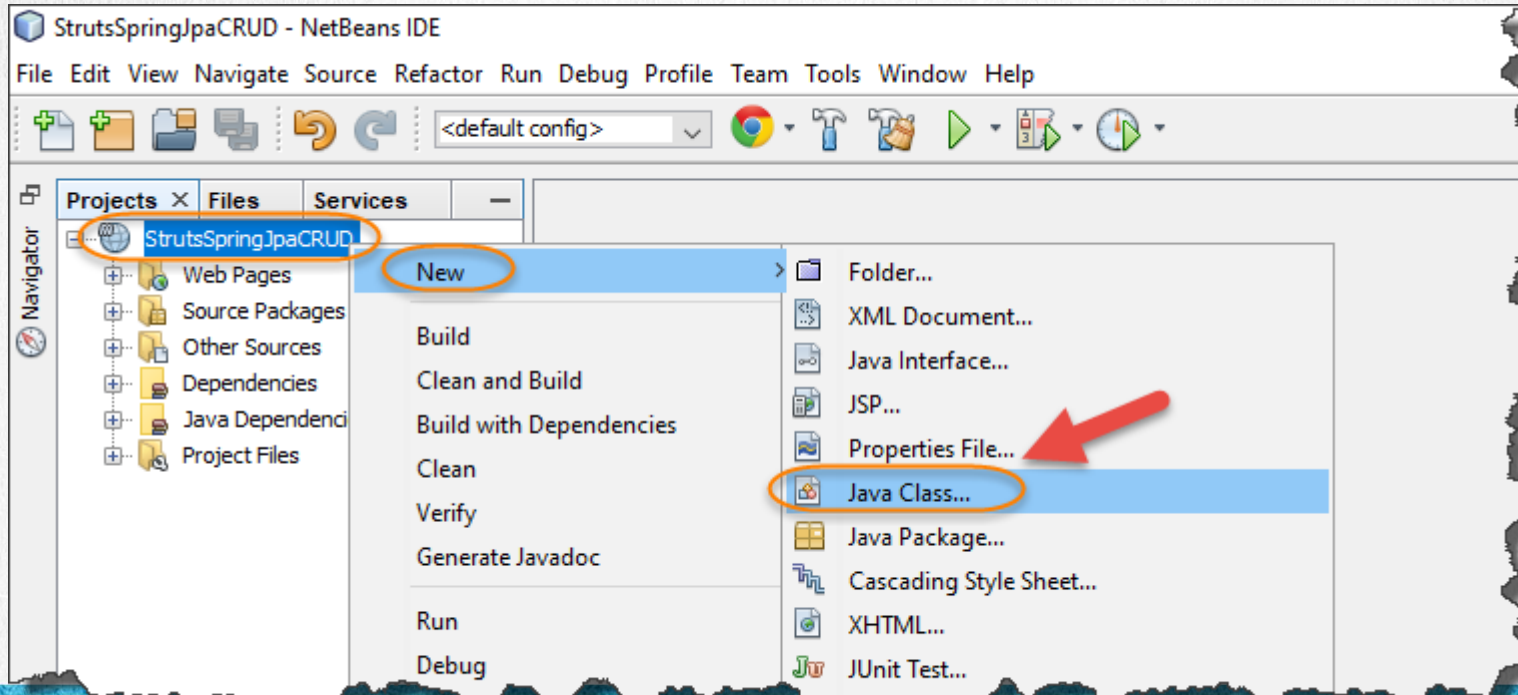 StrutsSpringJpaCRUD - NetBeans IDE
File Edit View Navigate Source Refactor Run Debug Profile Team Tools Window Help
<default config>
Projects Files Services
Navigator
StrutsSpringJpaCRUD
Web Pages
Source Packages
Other Sources
Dependencies
Java Dependenci
Project Files
New
Build
Clean and Build
Build with Dependencies
Clean
Verify
Generate Javadoc
Run
Debug
Folder...
XML Document...
Java Interface...
JSP...
Properties File...
Java Class...
Java Package...
Cascading Style Sheet...
XHTML...
JUnit Test...